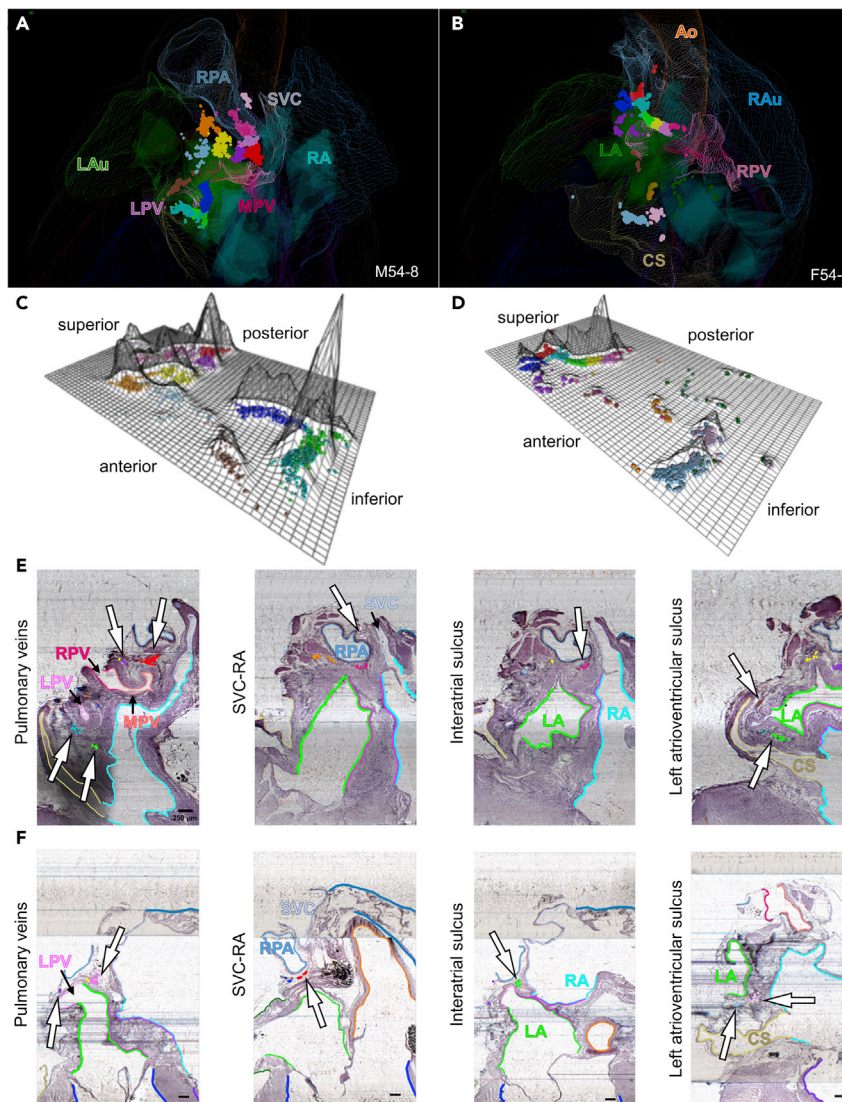 A
RPA
SVC
LAu
RA
LPV
MPV
M54-8
B
Ao
RAu
LA
RPV
CS
F54-
C
superior
posterior
anterior
inferior
D
superior
posterior
anterior
inferior
E
Pulmonary veins
RPV
LPV
MPV
250 µm
SVC-RA
SVC
RPA
Interatrial sulcus
LA
RA
Left atrioventricular sulcus
LA
CS
F
Pulmonary veins
LPV
SVC-RA
SVC
RPA
Interatrial sulcus
RA
LA
Left atrioventricular sulcus
LA
CS